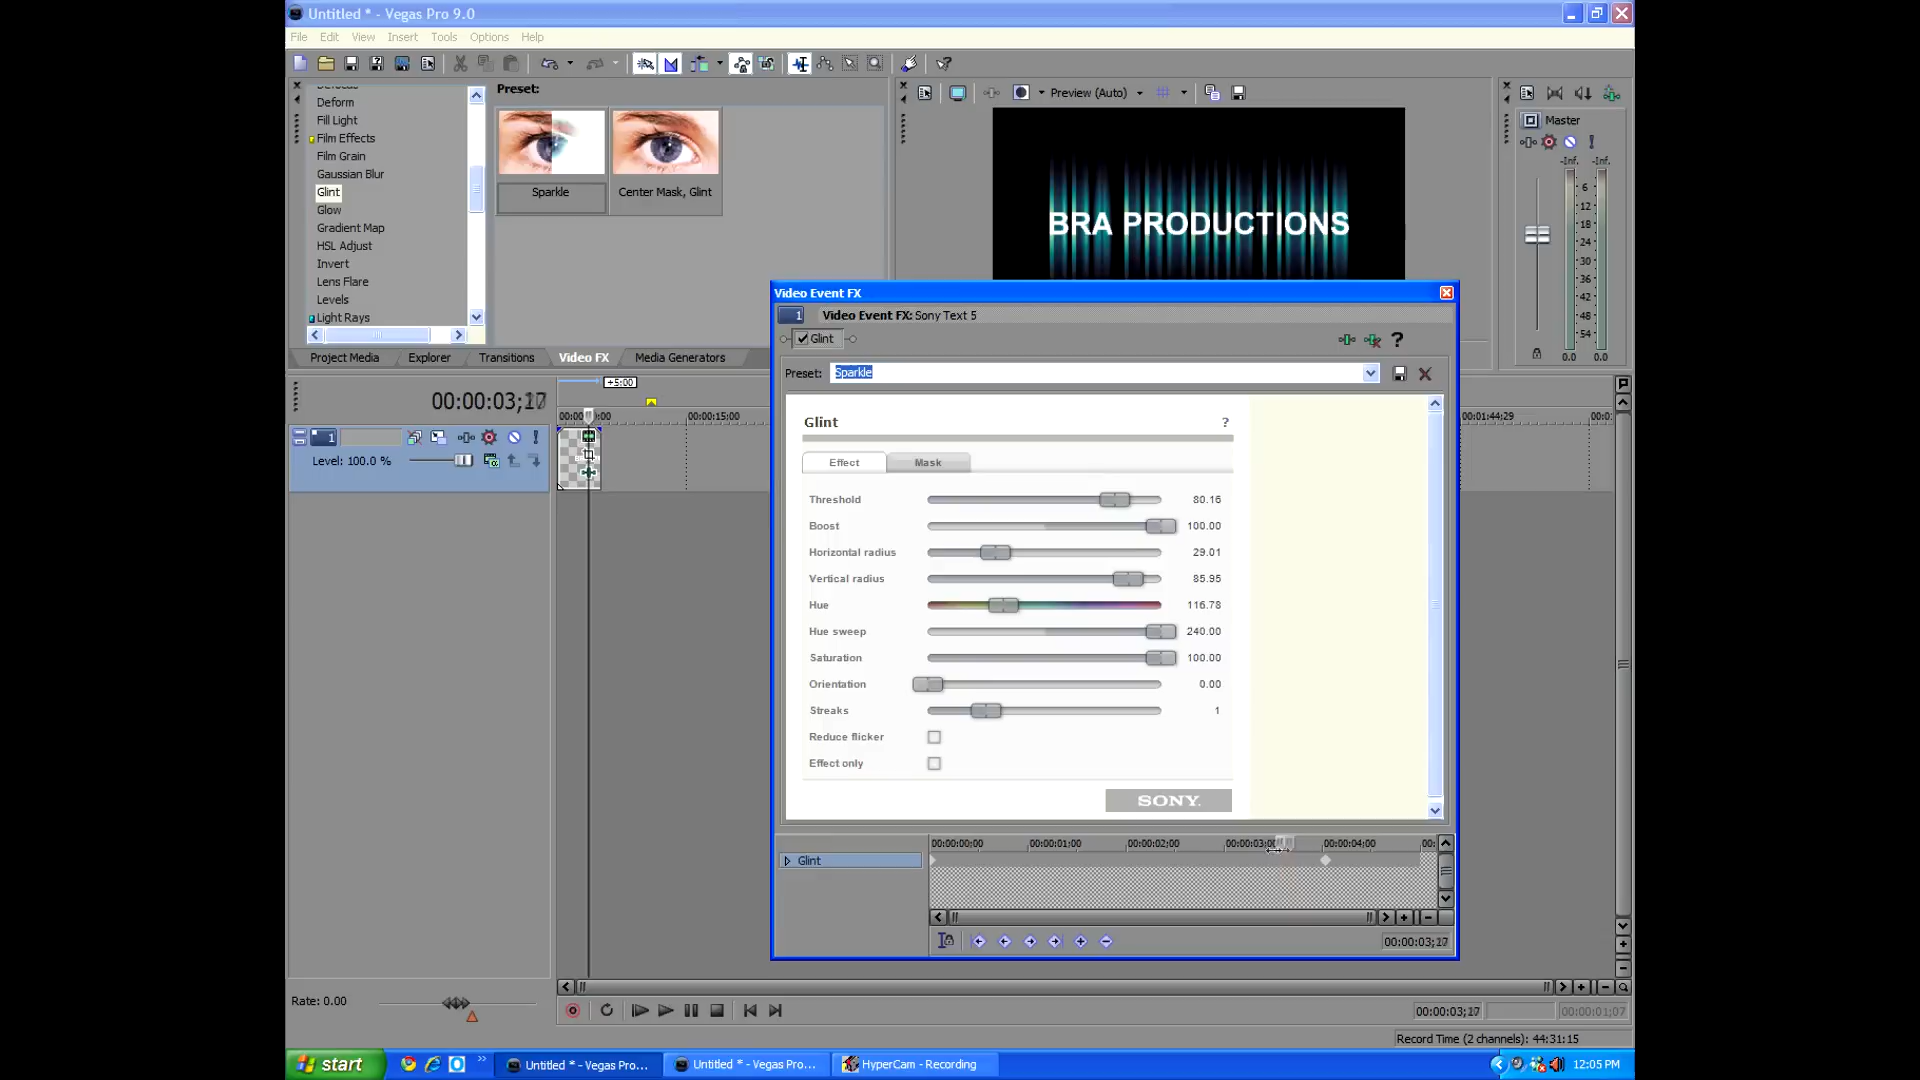 Untitled * - Vegas Pro 9.0
File Edit View Insert Tools Options Help
Preset:
Preview (Auto)
Defocus
Deform
Fill Light
Film Effects
Film Grain
Gaussian Blur
Glint
Glow
Gradient Map
HSL Adjust
Invert
Lens Flare
Levels
Light Rays
Sparkle
Center Mask, Glint
BRA PRODUCTIONS
Master
-Inf. -Inf.
6
12
18
24
30
36
42
48
54
0.0 0.0
Project Media Explorer Transitions Video FX Media Generators
Video Event FX
1 Video Event FX: Sony Text 5
Glint
Preset: Sparkle
+5:00
00:00:03;17
00:00:15;00
00:01:44;29
00:0
1
Level: 100.0 %
Glint ?
Effect Mask
Threshold 80.16
Boost 100.00
Horizontal radius 29.01
Vertical radius 85.95
Hue 116.78
Hue sweep 240.00
Saturation 100.00
Orientation 0.00
Streaks 1
Reduce flicker
Effect only
SONY
00:00:00;00 00:00:01;00 00:00:02;00 00:00:03;00 00:00:04;00 00:
Glint
00:00:03;17
Rate: 0.00
00:00:03;17 00:00:01;07
Record Time (2 channels): 44:31:15
start
Untitled * - Vegas Pro...
Untitled * - Vegas Pro...
HyperCam - Recording
12:05 PM